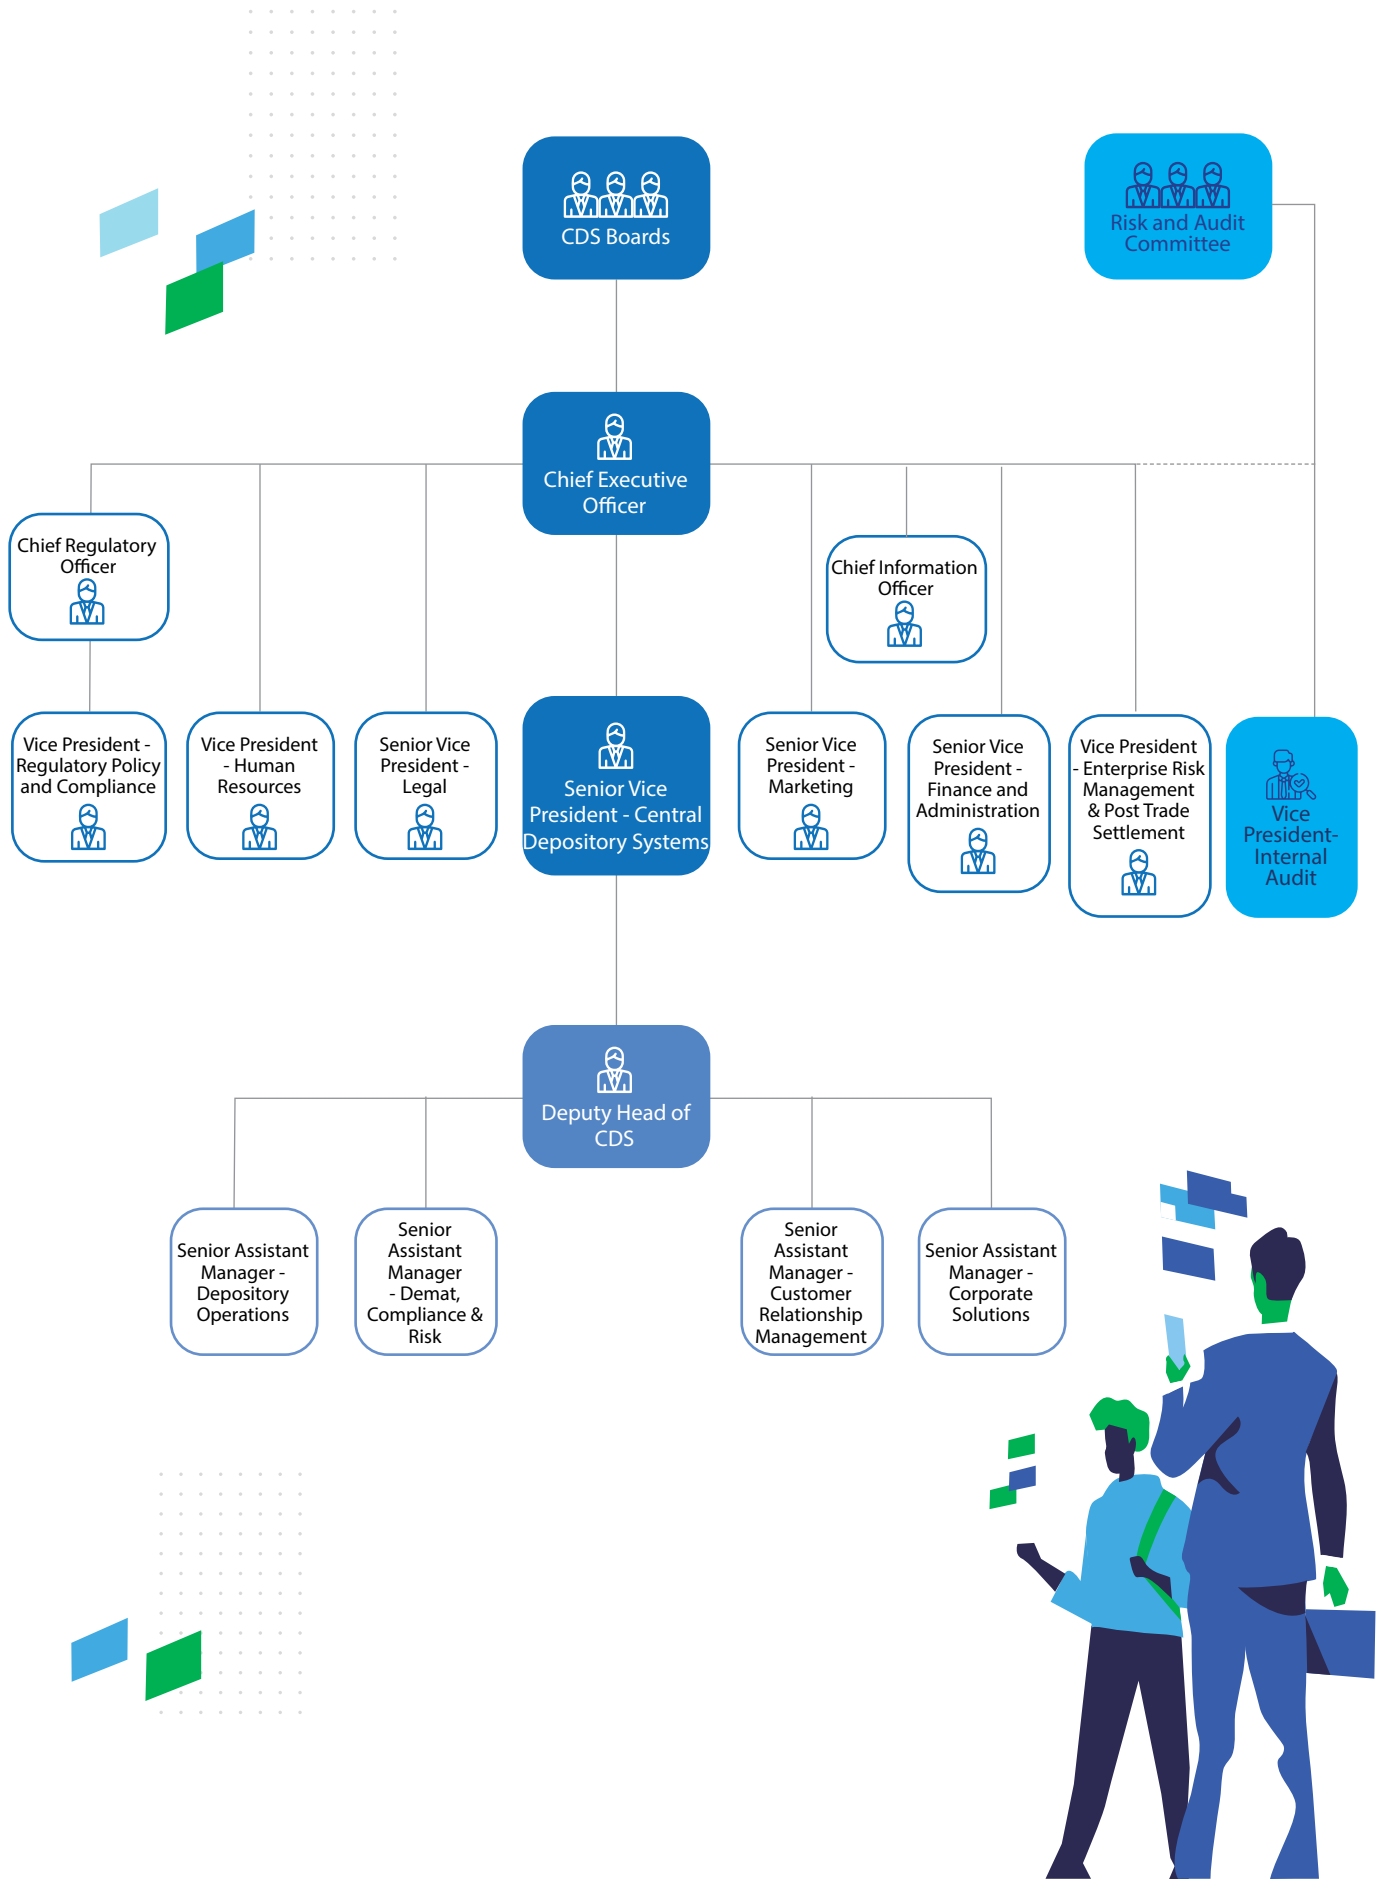 CDS Boards
Risk and Audit
Committee
Chief Executive
Officer
Chief Regulatory
Officer
Chief Information
Officer
Vice President -
Regulatory Policy
and Compliance
Vice President
- Human
Resources
Senior Vice
President -
Legal
Senior Vice
President - Central
Depository Systems
Senior Vice
President -
Marketing
Senior Vice
President -
Finance and
Administration
Vice President
- Enterprise Risk
Management
& Post Trade
Settlement
Vice
President-
Internal
Audit
Deputy Head of
CDS
Senior Assistant
Manager -
Depository
Operations
Senior
Assistant
Manager
- Demat,
Compliance &
Risk
Senior
Assistant
Manager -
Customer
Relationship
Management
Senior Assistant
Manager -
Corporate
Solutions